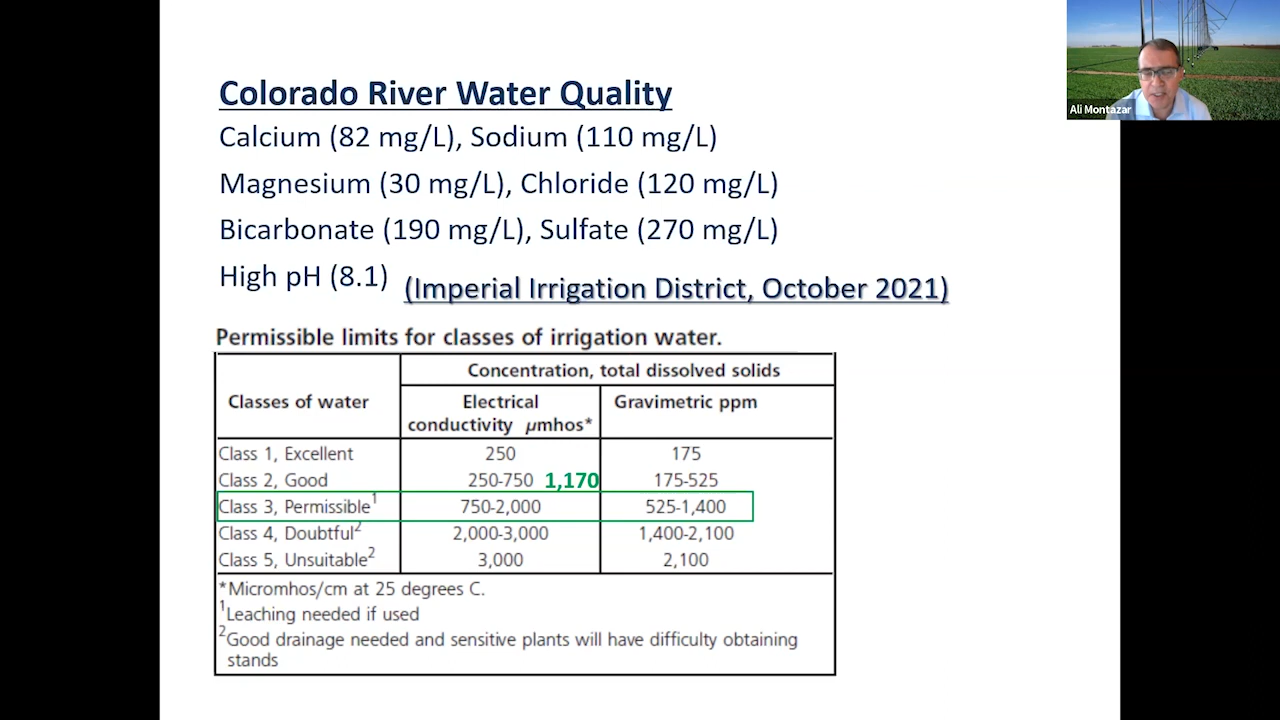 Colorado River Water Quality
Calcium (82 mg/L), Sodium (110 mg/L)
Magnesium (30 mg/L), Chloride (120 mg/L)
Bicarbonate (190 mg/L), Sulfate (270 mg/L)
High pH (8.1) (Imperial Irrigation District, October 2021)
Ali Montazar
Permissible limits for classes of irrigation water.
Concentration, total dissolved solids
Classes of water
Electrical conductivity µmhos*
Gravimetric ppm
Class 1, Excellent 250 175
Class 2, Good 250-750 1,170 175-525
Class 3, Permissible1 750-2,000 525-1,400
Class 4, Doubtful2 2,000-3,000 1,400-2,100
Class 5, Unsuitable2 3,000 2,100
*Micromhos/cm at 25 degrees C.
1Leaching needed if used
2Good drainage needed and sensitive plants will have difficulty obtaining
stands